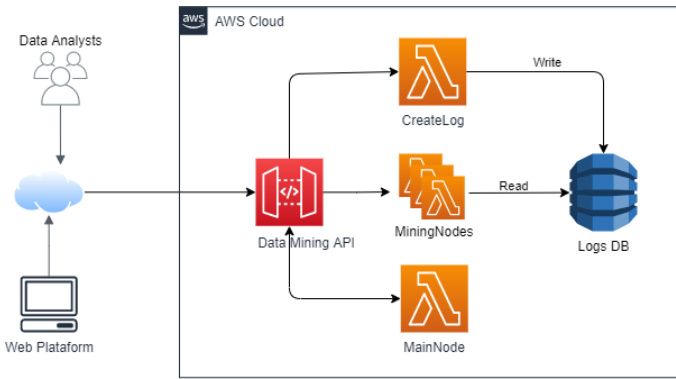 Data Analysts
aws
AWS Cloud
Write
CreateLog
</>
Data Mining API
MiningNodes
Read
Logs DB
Web Plataform
MainNode